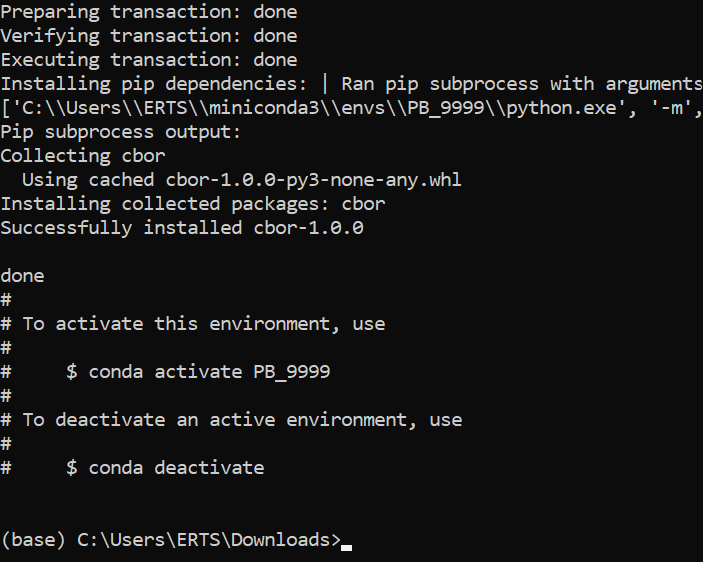 Preparing transaction: done
Verifying transaction: done
Executing transaction: done
Installing pip dependencies: | Ran pip subprocess with arguments
['C:\\Users\\ERTS\\miniconda3\\envs\\PB_9999\\python.exe', '-m',
Pip subprocess output:
Collecting cbor
  Using cached cbor-1.0.0-py3-none-any.whl
Installing collected packages: cbor
Successfully installed cbor-1.0.0

done
#
# To activate this environment, use
#
#     $ conda activate PB_9999
#
# To deactivate an active environment, use
#
#     $ conda deactivate


(base) C:\Users\ERTS\Downloads>